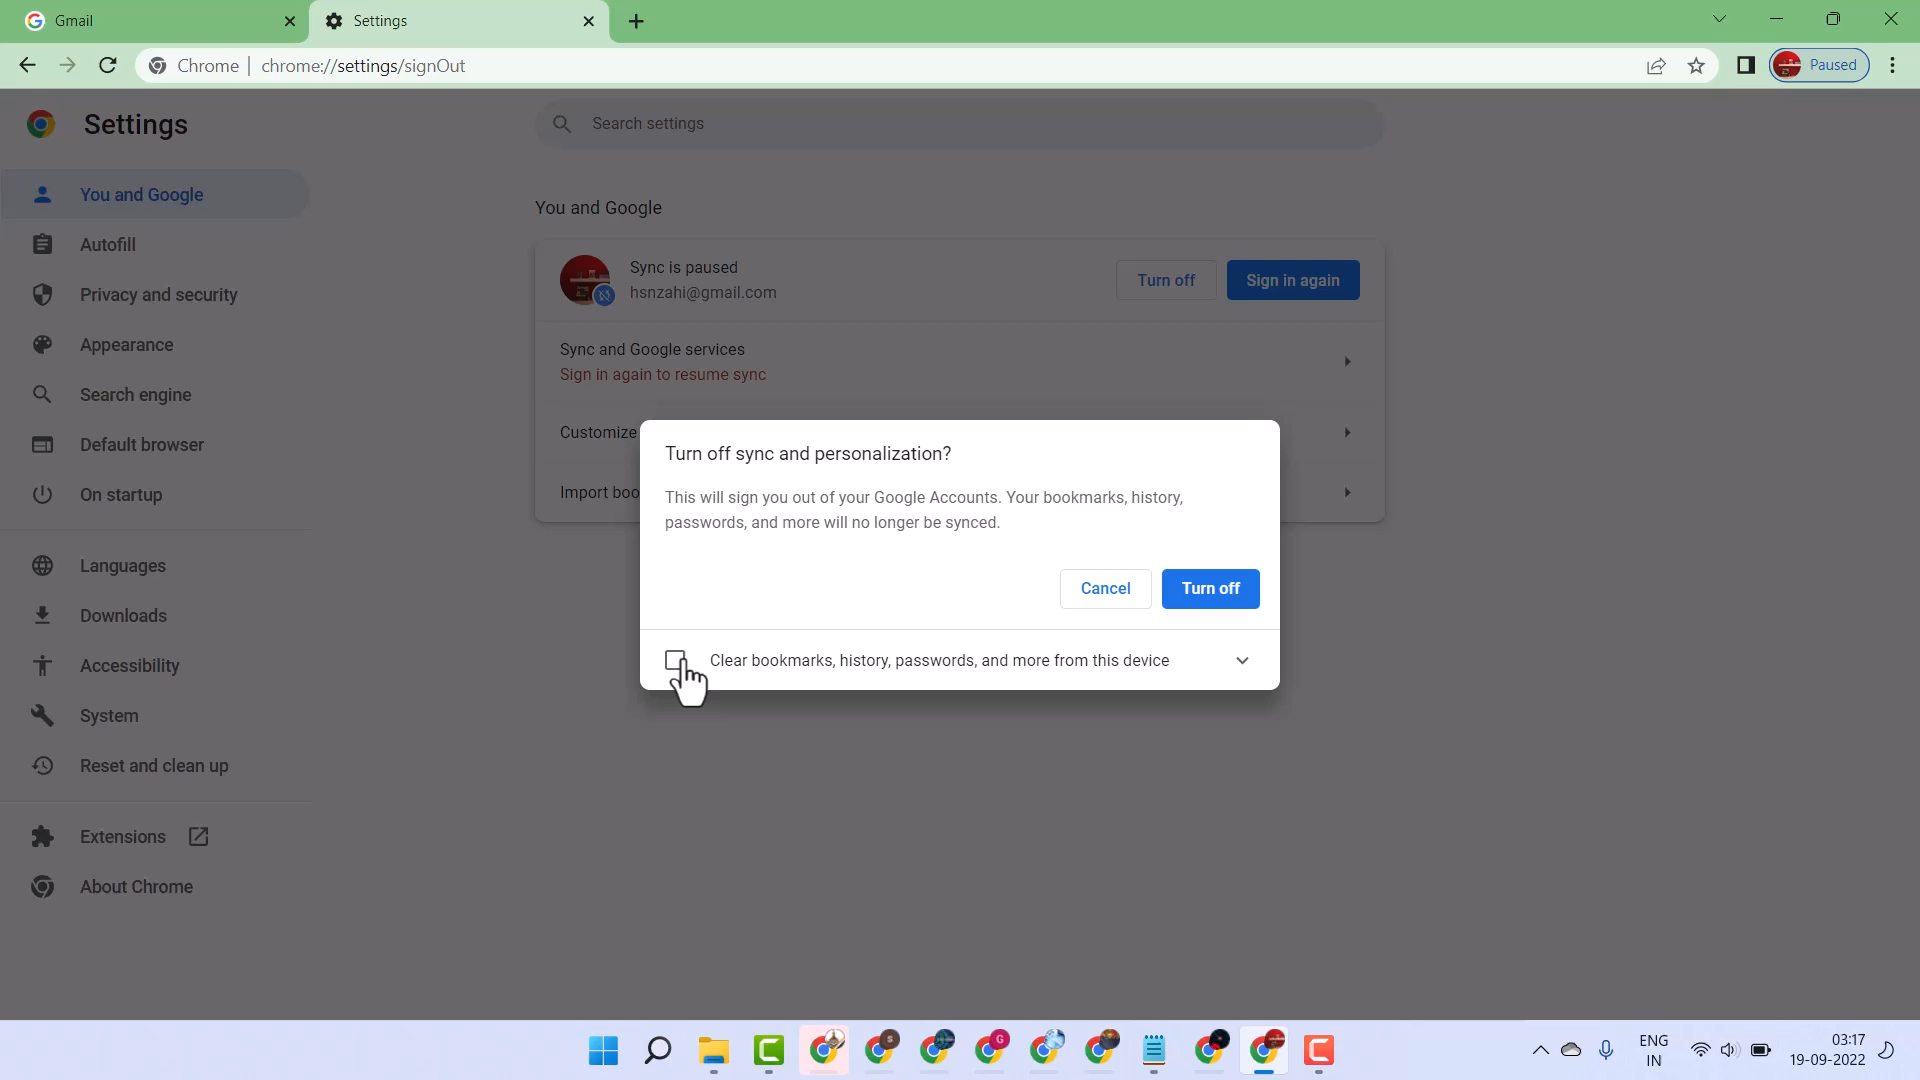 Gmail
Settings
Chrome | chrome://settings/signOut
Paused
Settings
Search settings
You and Google
Autofill
Privacy and security
Appearance
Search engine
Default browser
On startup
Languages
Downloads
Accessibility
System
Reset and clean up
Extensions
About Chrome
You and Google
Sync is paused
hsnzahi@gmail.com
Turn off
Sign in again
Sync and Google services
Sign in again to resume sync
Customize
Import boo
Turn off sync and personalization?
This will sign you out of your Google Accounts. Your bookmarks, history,
passwords, and more will no longer be synced.
Cancel
Turn off
Clear bookmarks, history, passwords, and more from this device
S
G
ENG
IN
03:17
19-09-2022